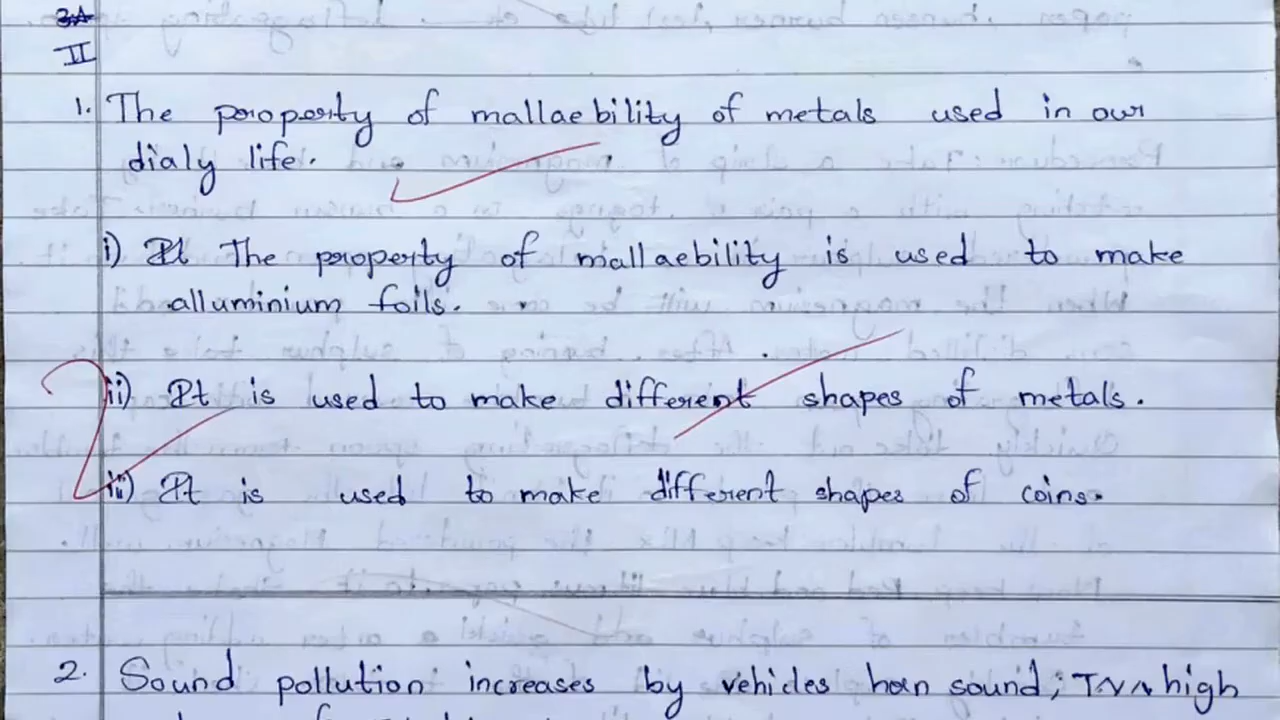 II
1. The property of mallaebility of metals used in our
dialy life.
i) The property of mallaebility is used to make
alluminium foils.
ii) It is used to make different shapes of metals.
iii) It is used to make different shapes of coins.
2. Sound pollution increases by vehicles horn sound; high